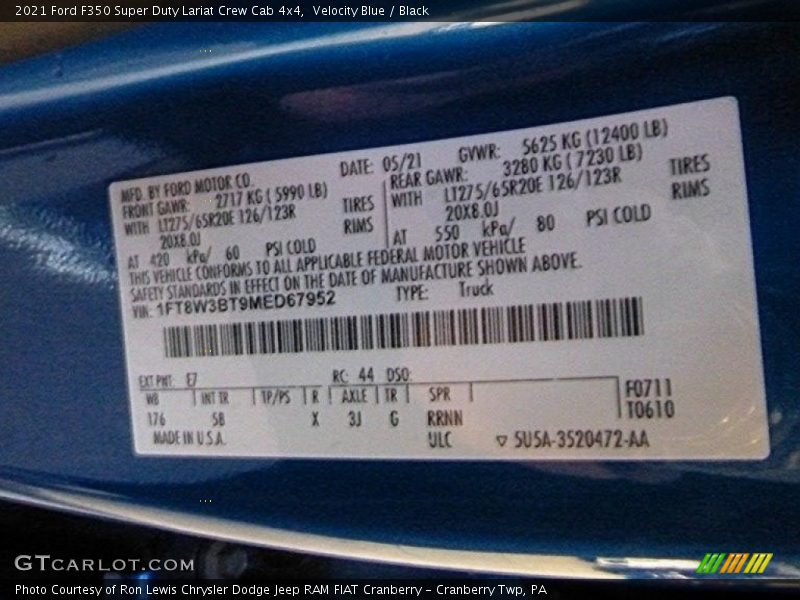 2021 Ford F350 Super Duty Lariat Crew Cab 4x4, Velocity Blue / Black
MFD. BY FORD MOTOR CO.
DATE: 05/21 GVWR: 5625 KG (12400 LB)
FRONT GAWR: 2717 KG (5990 LB)
REAR GAWR: 3280 KG (7230 LB)
WITH LT275/65R20E 126/123R TIRES
WITH LT275/65R20E 126/123R TIRES
20X8.0J RIMS
20X8.0J RIMS
AT 420 kPa/ 60 PSI COLD
AT 550 kPa/ 80 PSI COLD
THIS VEHICLE CONFORMS TO ALL APPLICABLE FEDERAL MOTOR VEHICLE
SAFETY STANDARDS IN EFFECT ON THE DATE OF MANUFACTURE SHOWN ABOVE.
VIN: 1FT8W3BT9MED67952 TYPE: Truck
EXT PNT: E7 RC: 44 DSO:
WB INT TR TP/PS R AXLE TR SPR F0711
176 SB X 3J G RRNN T0610
MADE IN U.S.A. ULC ▽ 5U5A-3520472-AA
GTCARLOT.COM
Photo Courtesy of Ron Lewis Chrysler Dodge Jeep RAM FIAT Cranberry – Cranberry Twp, PA